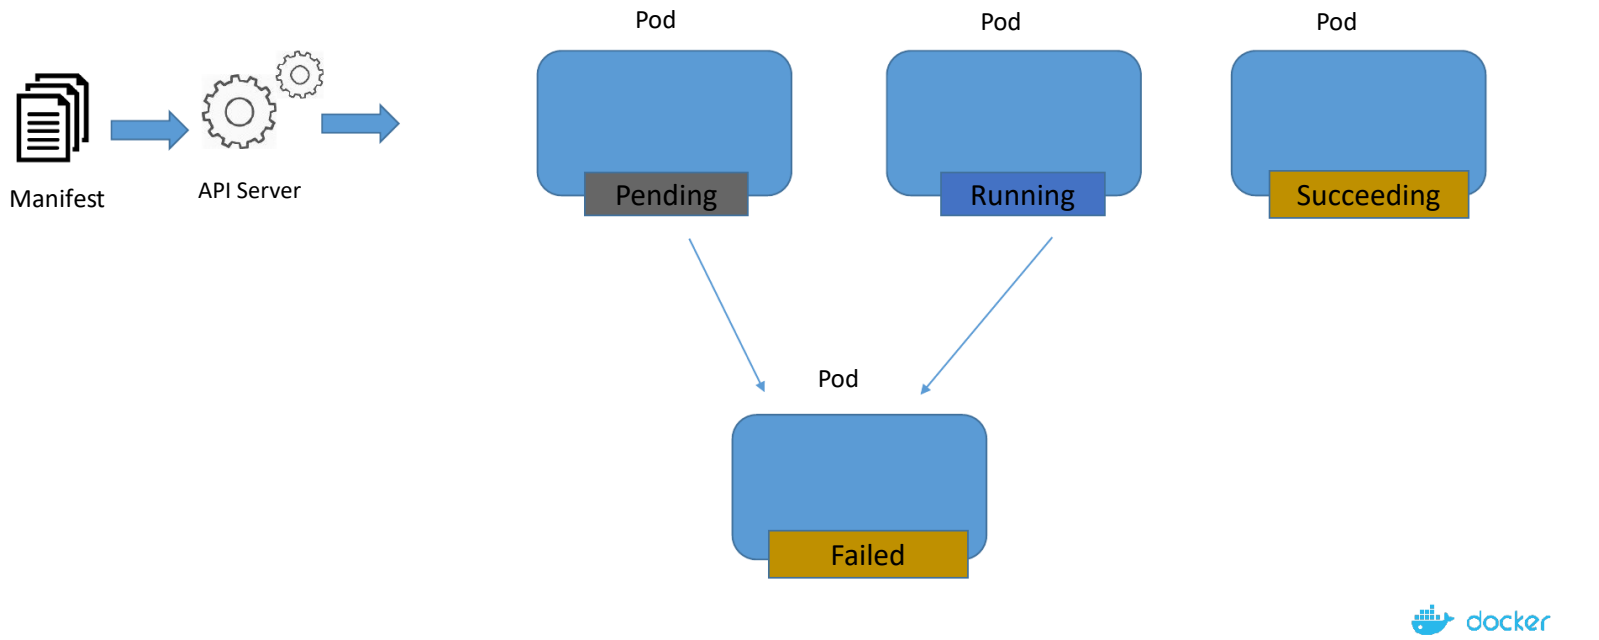 Pod
Pod
Pod
Manifest
API Server
Pending
Running
Succeeding
Pod
Failed
docker